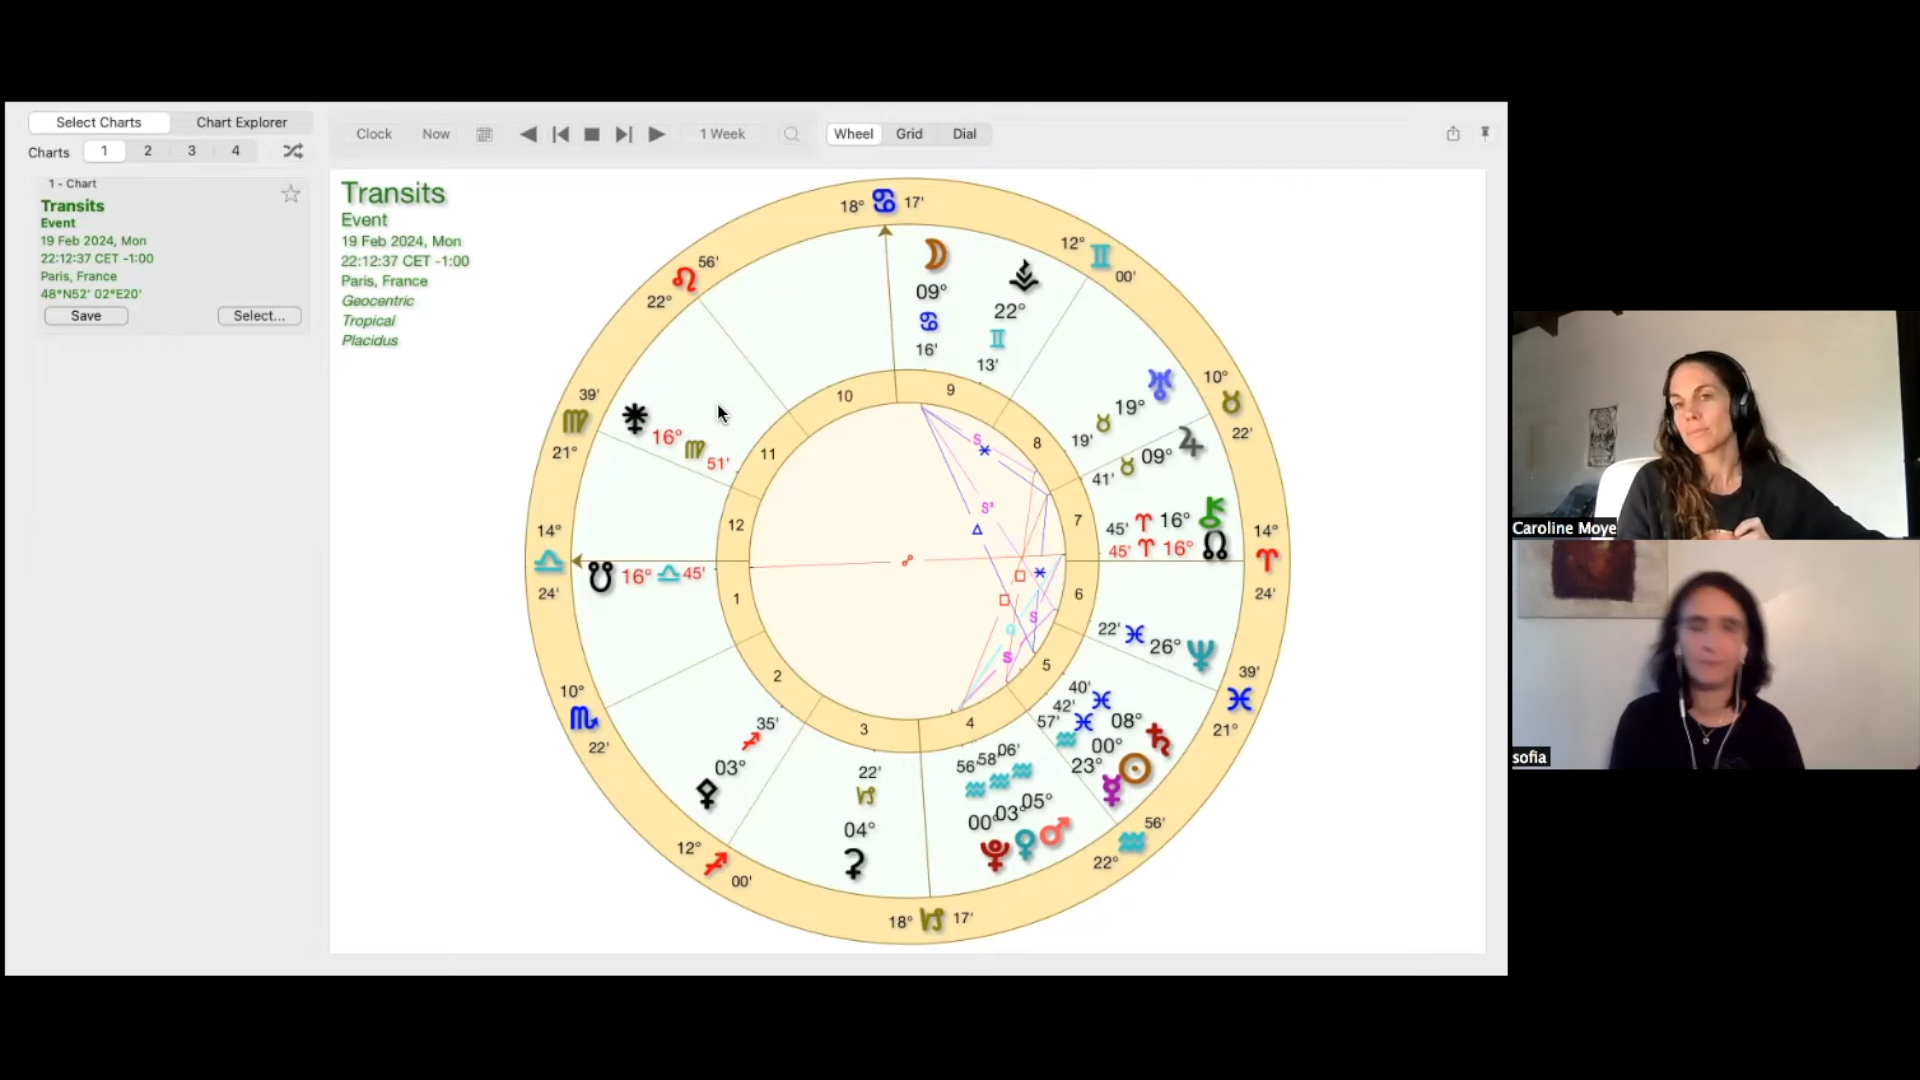 Select Charts Chart Explorer
Charts 1 2 3 4
1 - Chart
Transits
Event
19 Feb 2024, Mon
22:12:37 CET -1:00
Paris, France
48°N52' 02°E20'
Save Select...
Clock Now 1 Week Wheel Grid Dial
Transits
Event
19 Feb 2024, Mon
22:12:37 CET -1:00
Paris, France
Geocentric
Tropical
Placidus
18° ♋ 17'
12° ♊ 00'
10° ♉ 22'
14° ♈ 24'
39' ♓ 21°
56' ♒ 22°
18° ♑ 17'
12° ♐ 00'
10° ♏ 22'
14° ♎ 24'
39' ♍ 21°
56' ♌ 22°
☽ 09° ♋ 16'
22° ♊ 13'
19' ♉ 19° ♅
41' ♉ 09° ♃
45' ♈ 16° ⚷
45' ♈ 16° ☊
22' ♓ 26° ♆
40' ♓ 08° ♄
42' ♓ 00° ☉
57' ♒ 23° ☿
06' ♒ 05° ♂
58' ♒ 03° ♀
56' ♒ 00° ♇
22' ♑ 04° ⚳
35' ♐ 03° ⚴
☋ 16° ♎ 45'
⚵ 16° ♍ 51'
1
2
3
4
5
6
7
8
9
10
11
12
Caroline Moye
sofia